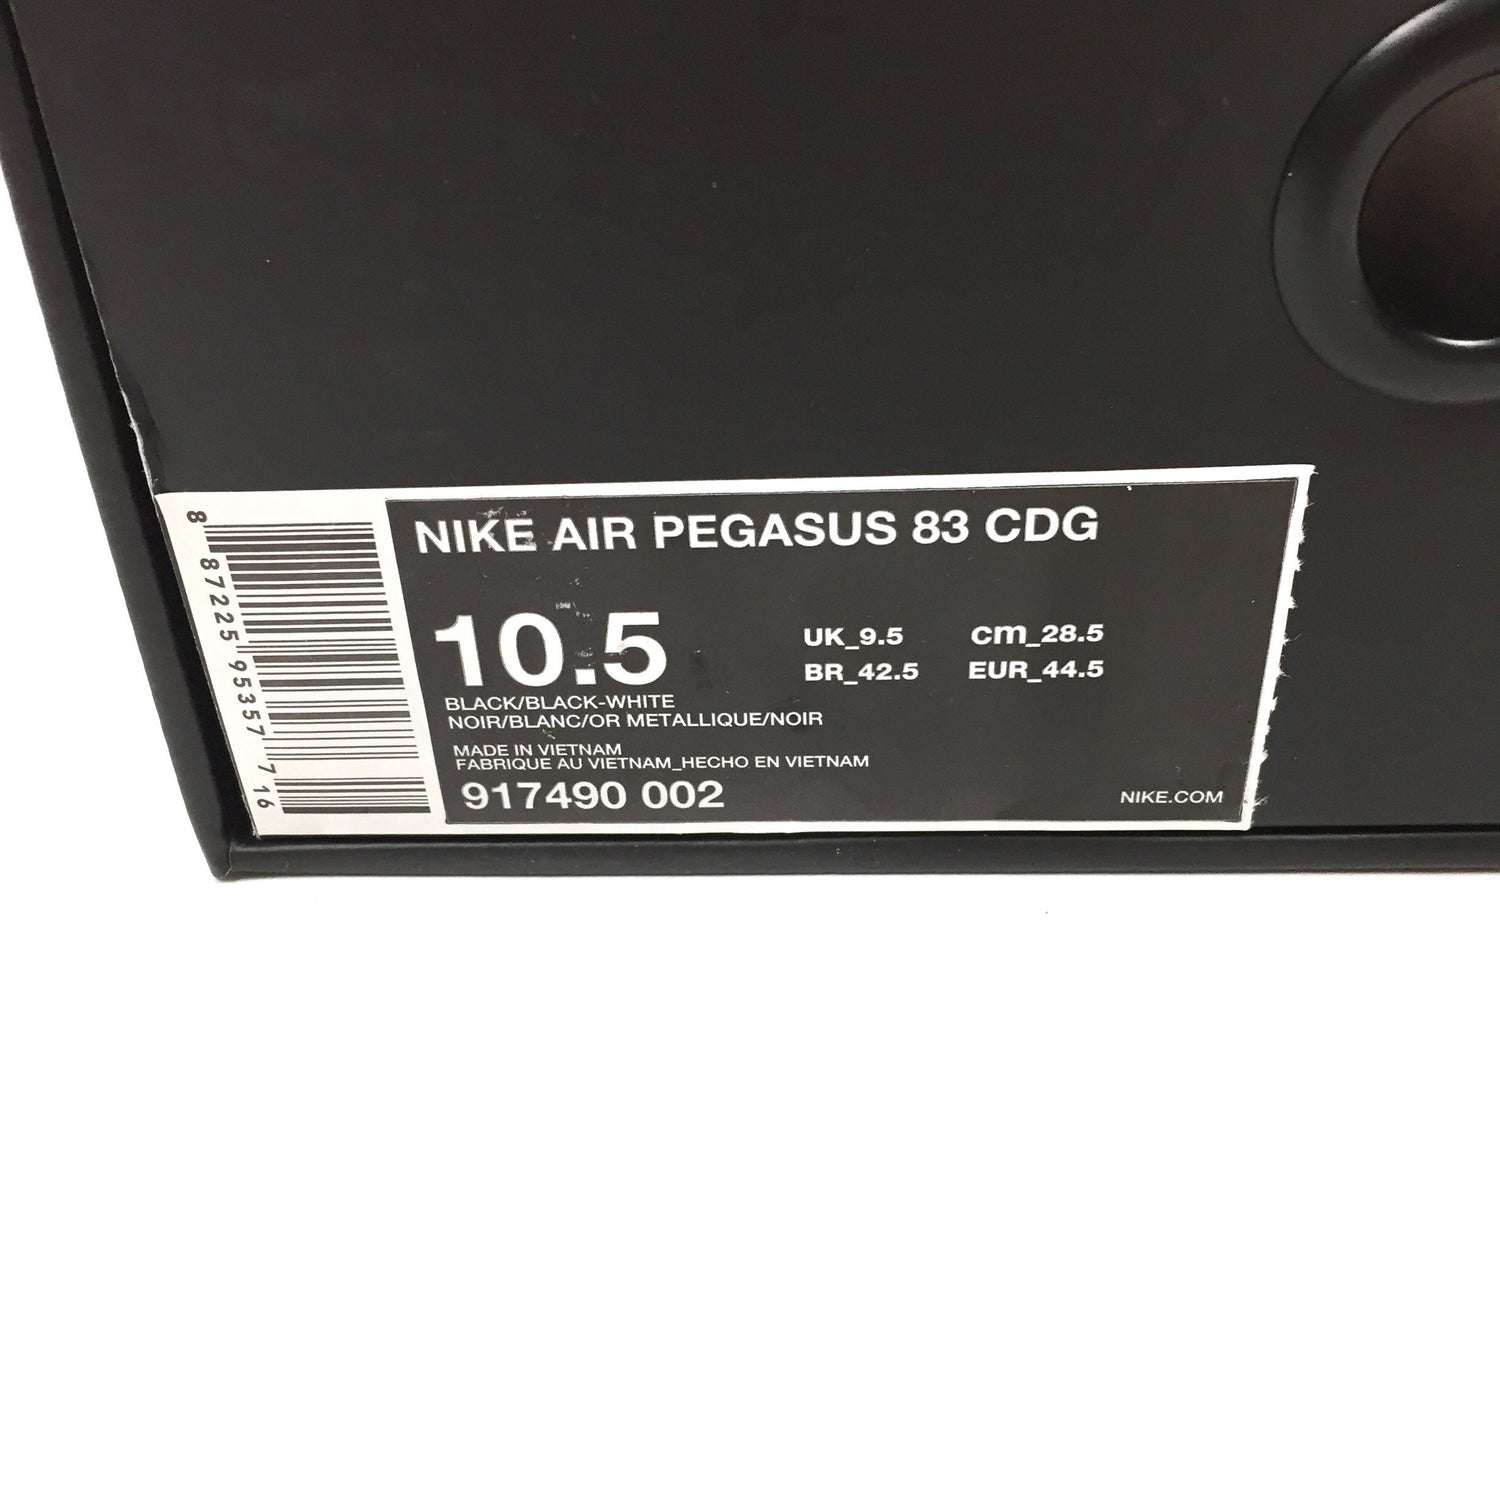 NIKE AIR PEGASUS 83 CDG
10.5
UK_9.5 cm_28.5
BR_42.5 EUR_44.5
BLACK/BLACK-WHITE
NOIR/BLANC/OR METALLIQUE/NOIR
MADE IN VIETNAM
FABRIQUE AU VIETNAM_HECHO EN VIETNAM
917490 002
NIKE.COM
8 87225 95357 7 16